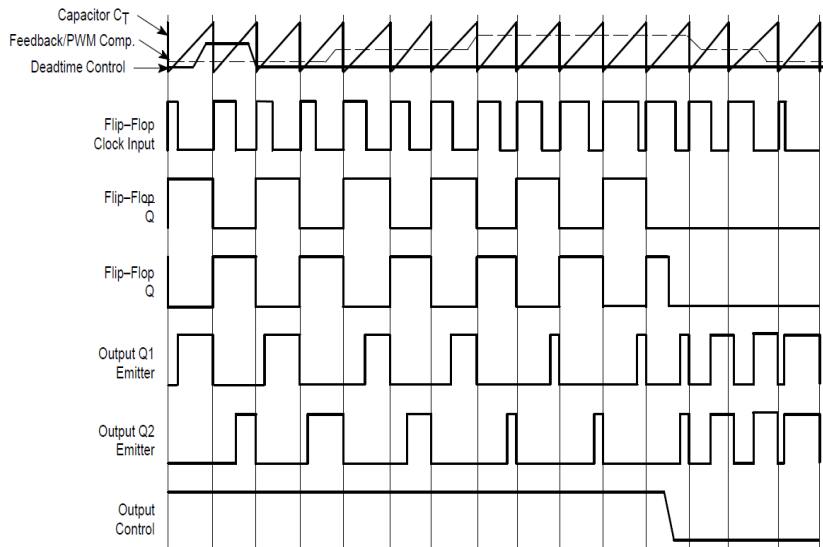 Capacitor CT
Feedback/PWM Comp.
Deadtime Control
Flip–Flop
Clock Input
Flip–Flop
Q
Flip–Flop
Q
Output Q1
Emitter
Output Q2
Emitter
Output
Control